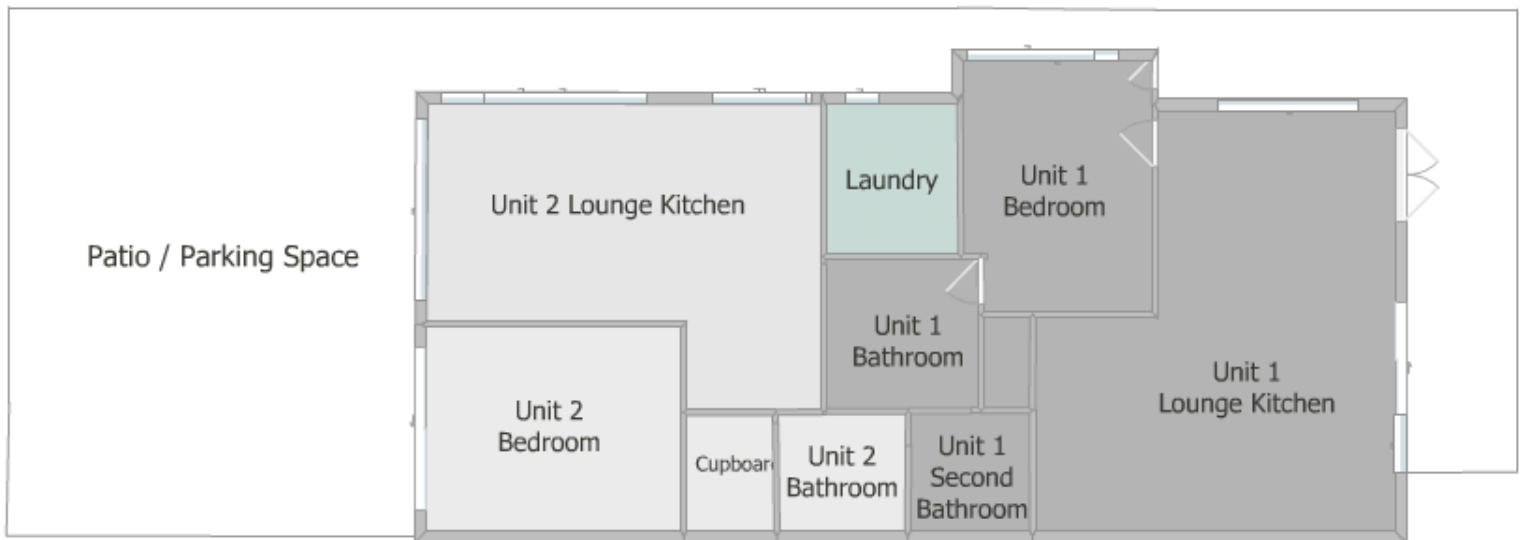 Patio / Parking Space
Unit 2 Lounge Kitchen
Laundry
Unit 1
Bedroom
Unit 1
Bathroom
Unit 1
Lounge Kitchen
Unit 2
Bedroom
Cupboard
Unit 2
Bathroom
Unit 1
Second
Bathroom